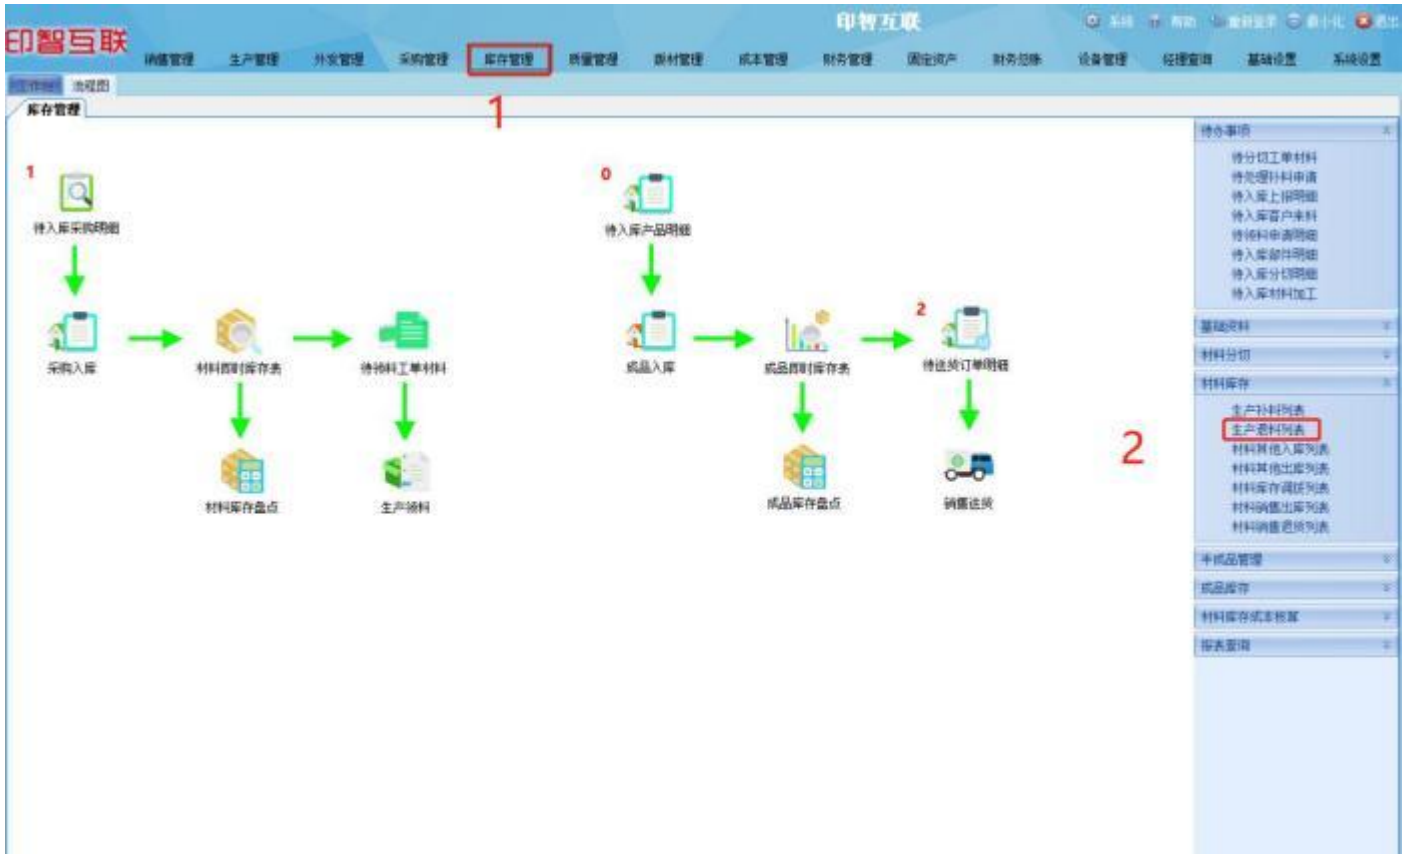 印智互联
印智互联
系统 帮助 重新登录 最小化 退出
销售管理 生产管理 外发管理 采购管理 库存管理 质量管理 版材管理 成本管理 财务管理 固定资产 财务总账 设备管理 经理查询 基础设置 系统设置
流程图
库存管理
1
1
待入库采购明细
采购入库
材料即时库存表
待领料工单材料
材料库存盘点
生产领料
0
待入库产品明细
成品入库
成品即时库存表
2
待送货订单明细
成品库存盘点
销售送货
2
待办事项
待分切工单材料
待处理补料申请
待入库上报明细
待入库客户来料
待领料申请明细
待入库部件明细
待入库分切明细
待入库材料加工
基础资料
材料分切
材料库存
生产补料列表
生产退料列表
材料其他入库列表
材料其他出库列表
材料库存调拨列表
材料销售出库列表
材料销售退货列表
半成品管理
成品库存
材料库存成本核算
报表查询